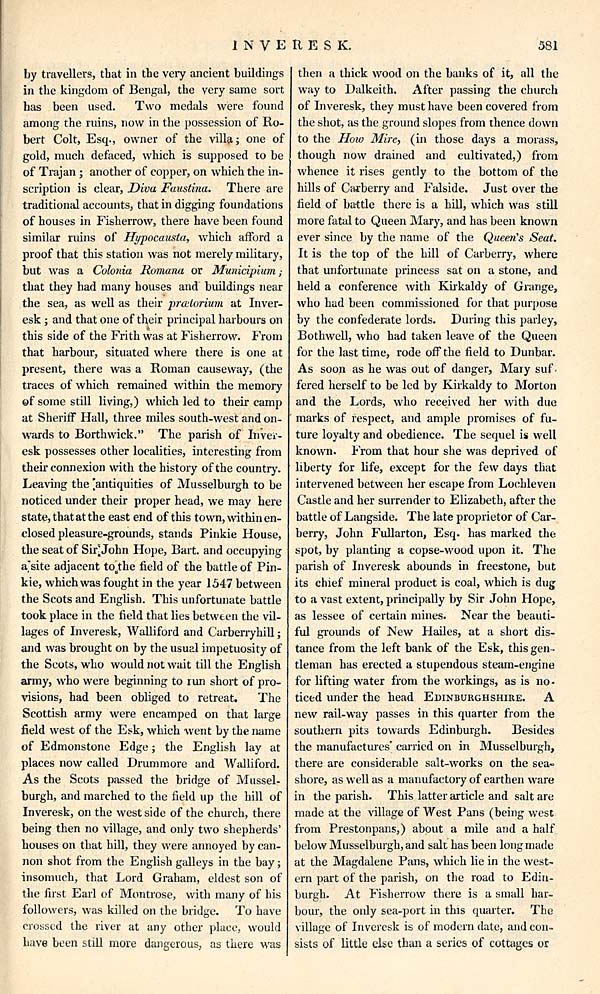 INVERESK.
581
by travellers, that in the very ancient buildings
in the kingdom of Bengal, the very same sort
has been used. Two medals were found
among the ruins, now in the possession of Ro-
bert Colt, Esq., owner of the villa; one of
gold, much defaced, which is supposed to be
of Trajan; another of copper, on which the in-
scription is clear, Diva Faustina. There are
traditional accounts, that in digging foundations
of houses in Fisherrow, there have been found
similar ruins of Hypocausta, which afford a
proof that this station was not merely military,
but was a Colonia Romana or Municipium;
that they had many houses and buildings near
the sea, as well as their prætorium at Inver-
esk; and that one of their principal harbours on
this side of the Frith was at Fisherrow. From
that harbour, situated where there is one at
present, there was a Roman causeway, (the
traces of which remained within the memory
of some still living,) which led to their camp
at Sheriff Hall, three miles south-west and on-
wards to Borthwick." The parish of Inver-
esk possesses other localities, interesting from
their connexion with the history of the country.
Leaving the antiquities of Musselburgh to be
noticed under their proper head, we may here
state, that at the east end of this town, within en-
closed pleasure-grounds, stands Pinkie House,
the seat of Sir John Hope, Bart. and occupying
a site adjacent to the field of the battle of Pin-
kie, which was fought in the year 1547 between
the Scots and English. This unfortunate battle
took place in the field that lies between the vil-
lages of Inveresk, Walliford and Carberryhill;
and was brought on by the usual impetuosity of
the Scots, who would not wait till the English
army, who were beginning to run short of pro-
visions, had been obliged to retreat. The
Scottish army were encamped on that large
field west of the Esk, which went by the name
of Edmonstone Edge; the English lay at
places now called Drummore and Walliford.
As the Scots passed the bridge of Mussel-
burgh, and marched to the field up the hill of
Inveresk, on the west side of the church, there
being then no village, and only two shepherds'
houses on that hill, they were annoyed by can-
non shot from the English galleys in the bay;
insomuch, that Lord Graham, eldest son of
the first Earl of Montrose, with many of his
followers, was killed on the bridge. To have
crossed the river at any other place, would
have been still more dangerous, as there was
then a thick wood on the banks of it, all the
way to Dalkeith. After passing the church
of Inveresk, they must have been covered from
the shot, as the ground slopes from thence down
to the How Mire, (in those days a morass,
though now drained and cultivated,) from
whence it rises gently to the bottom of the
hills of Carberry and Falside. Just over the
field of battle there is a hill, which was still
more fatal to Queen Mary, and has been known
ever since by the name of the Queen's Seat.
It is the top of the hill of Carberry, where
that unfortunate princess sat on a stone, and
held a conference with Kirkaldy of Grange,
who had been commissioned for that purpose
by the confederate lords. During this parley,
Bothwell, who had taken leave of the Queen
for the last time, rode off the field to Dunbar.
As soon as he was out of danger, Mary suf-
fered herself to be led by Kirkaldy to Morton
and the Lords, who received her with due
marks of respect, and ample promises of fu-
ture loyalty and obedience. The sequel is well
known. From that hour she was deprived of
liberty for life, except for the few days that
intervened between her escape from Lochleven
Castle and her surrender to Elizabeth, after the
battle of Langside. The late proprietor of Car-
berry, John Fullarton, Esq. has marked the
spot, by planting a copse-wood upon it. The
parish of Inveresk abounds in freestone, but
its chief mineral product is coal, which is dug
to a vast extent, principally by Sir John Hope,
as lessee of certain mines. Near the beauti-
ful grounds of New Hailes, at a short dis-
tance from the left bank of the Esk, this gen-
tleman has erected a stupendous steam-engine
for lifting water from the workings, as is no-
ticed under the head EDINBURGHSHIRE. A
new rail-way passes in this quarter from the
southern pits towards Edinburgh. Besides
the manufactures carried on in Musselburgh,
there are considerable salt-works on the sea-
shore, as well as a manufactory of earthen ware
in the parish. This latter article and salt are
made at the village of West Pans (being west
from Prestonpans,) about a mile and a half
below Musselburgh, and salt has been long made
at the Magdalene Pans, which lie in the west-
ern part of the parish, on the road to Edin-
burgh. At Fisherrow there is a small har-
bour, the only sea-port in this quarter. The
village of Inveresk is of modern date, and con-
sists of little else than a series of cottages or